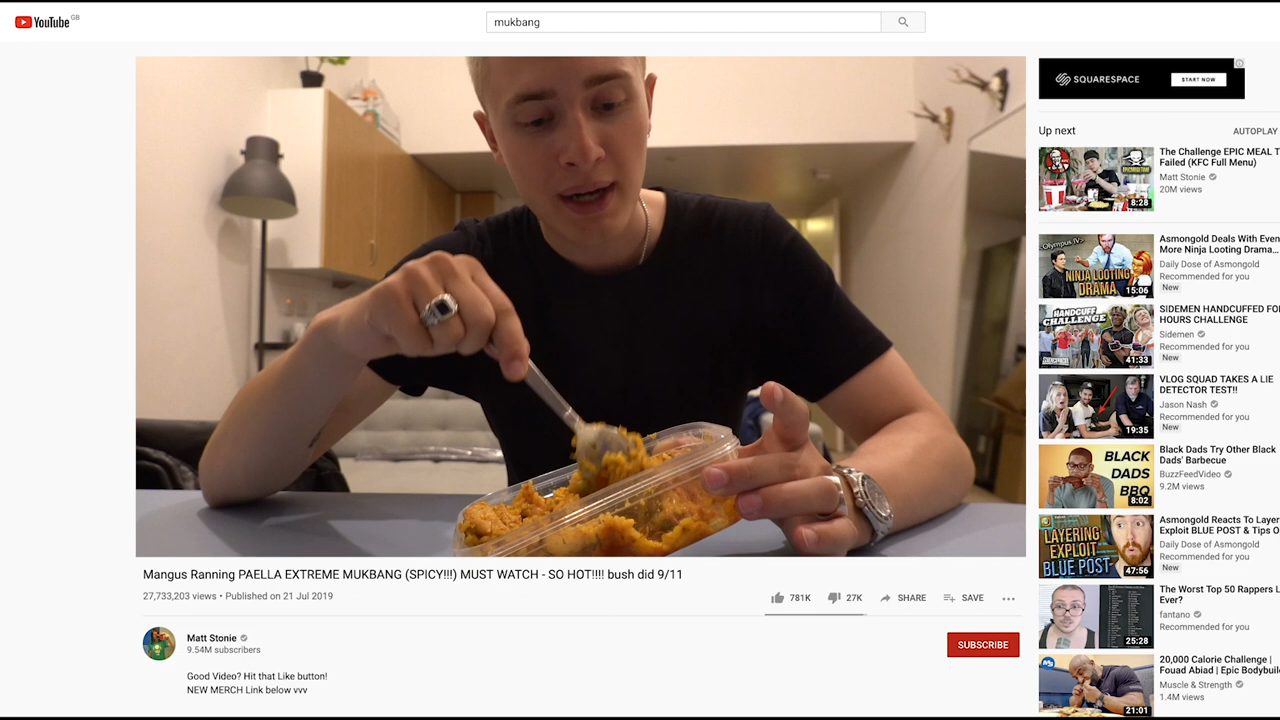 YouTube GB
mukbang
SQUARESPACE
START NOW
Mangus Ranning PAELLA EXTREME MUKBANG (SPICY!!!) MUST WATCH - SO HOT!!!! bush did 9/11
27,733,203 views • Published on 21 Jul 2019
781K
27K
SHARE
SAVE
Matt Stonie
9.54M subscribers
SUBSCRIBE
Good Video? Hit that Like button!
NEW MERCH Link below vvv
Up next
AUTOPLAY
KFC
EPIC MEAL TIME
8:28
The Challenge EPIC MEAL T
Failed (KFC Full Menu)
Matt Stonie
20M views
<Olympus IV>
NINJA LOOTING
DRAMA
15:06
Asmongold Deals With Even
More Ninja Looting Drama...
Daily Dose of Asmongold
Recommended for you
New
HANDCUFF
CHALLENGE
41:33
SIDEMEN HANDCUFFED FO
HOURS CHALLENGE
Sidemen
Recommended for you
New
19:35
VLOG SQUAD TAKES A LIE
DETECTOR TEST!!
Jason Nash
Recommended for you
New
BLACK
DADS
BBQ
8:02
Black Dads Try Other Black
Dads' Barbecue
BuzzFeedVideo
9.2M views
LAYERING
EXPLOIT
BLUE POST
47:56
Asmongold Reacts To Layer
Exploit BLUE POST & Tips O
Daily Dose of Asmongold
Recommended for you
New
25:28
The Worst Top 50 Rappers L
Ever?
fantano
Recommended for you
M&S
21:01
20,000 Calorie Challenge |
Fouad Abiad | Epic Bodybuil
Muscle & Strength
1.4M views